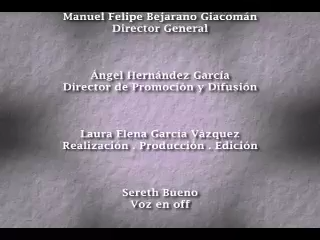 Manuel Felipe Bejarano Giacomán
Director General
Ángel Hernández García
Director de Promoción y Difusión
Laura Elena García Vázquez
Realización . Producción . Edición
Sereth Bueno
Voz en off